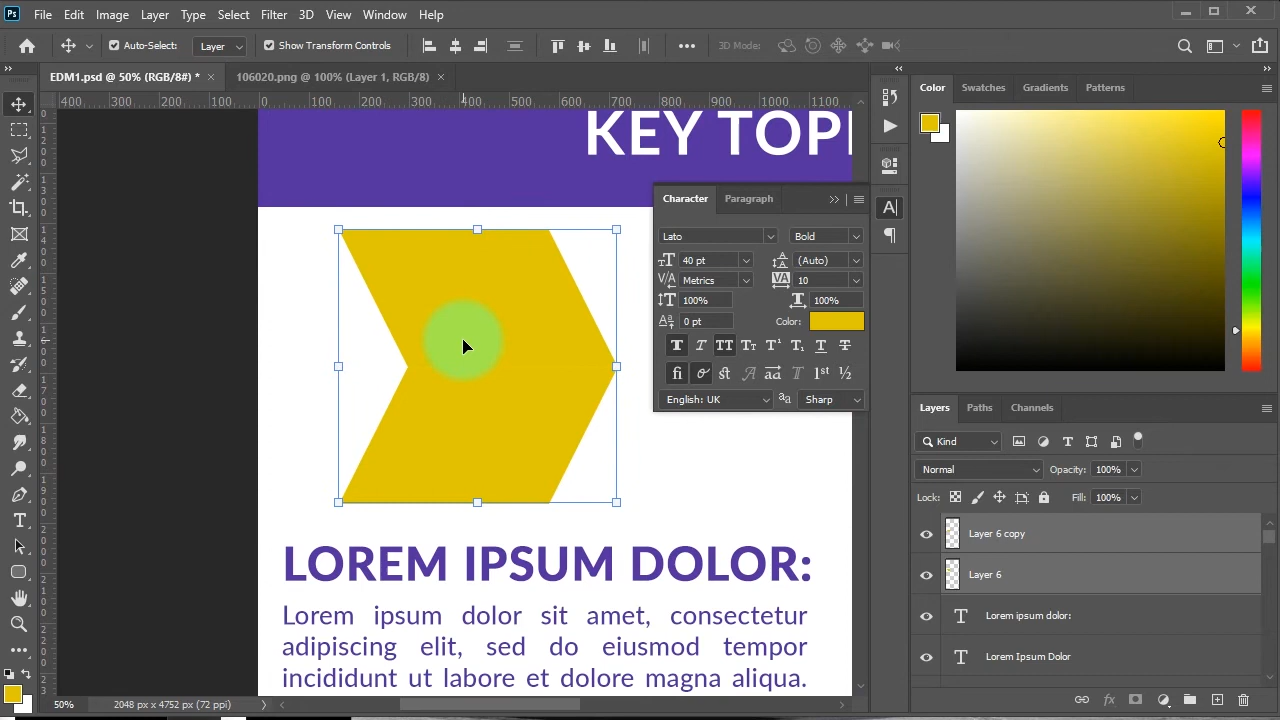 Ps File Edit Image Layer Type Select Filter 3D View Window Help
Auto-Select: Layer Show Transform Controls 3D Mode:
EDM1.psd @ 50% (RGB/8#) * 106020.png @ 100% (Layer 1, RGB/8)
400 300 200 100 0 100 200 300 400 500 600 700 800 900 1000 1100
KEY TOPI
Color Swatches Gradients Patterns
Character Paragraph
Lato Bold
40 pt (Auto)
Metrics 10
100% 100%
0 pt Color:
English: UK Sharp
Layers Paths Channels
Kind
Normal Opacity: 100%
Lock: Fill: 100%
Layer 6 copy
Layer 6
Lorem ipsum dolor:
Lorem Ipsum Dolor
LOREM IPSUM DOLOR:
Lorem ipsum dolor sit amet, consectetur
adipiscing elit, sed do eiusmod tempor
incididunt ut labore et dolore magna aliqua.
50% 2048 px x 4752 px (72 ppi)